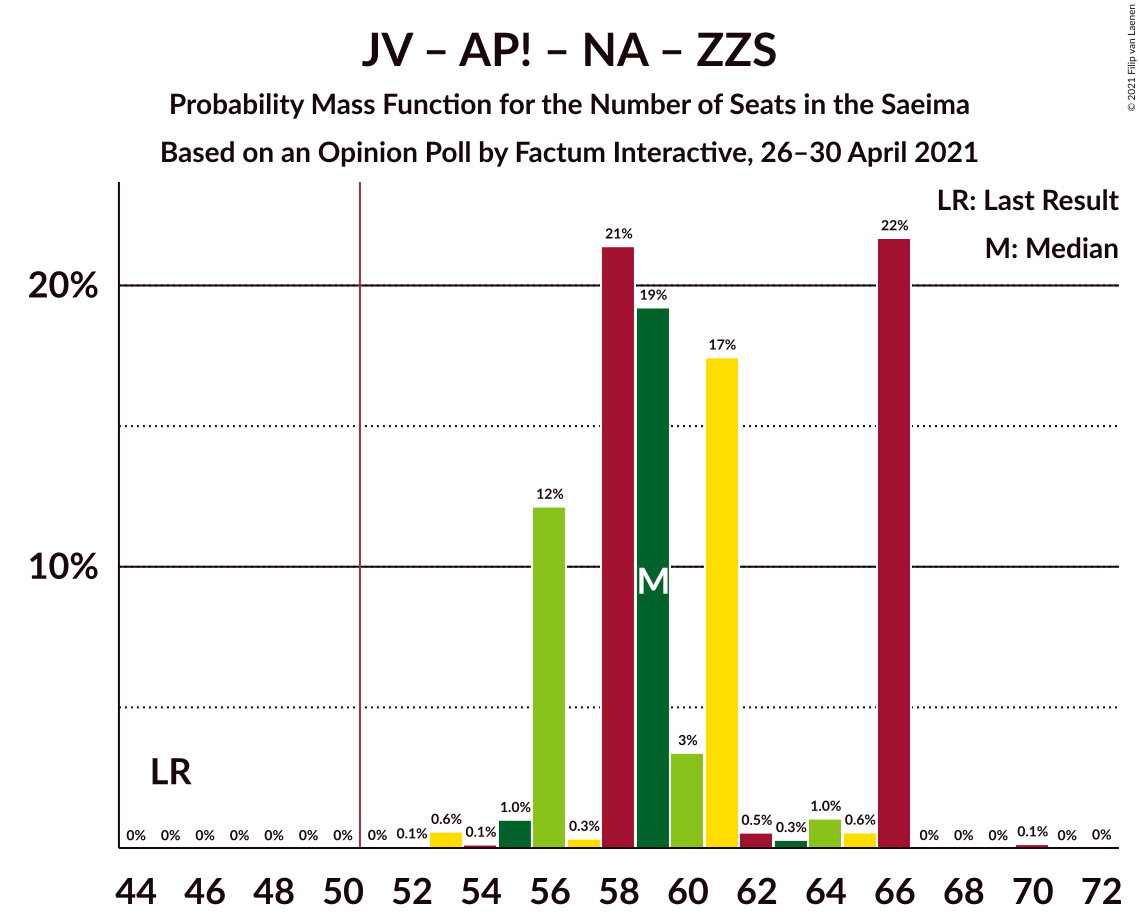 JV – AP! – NA – ZZS
Probability Mass Function for the Number of Seats in the Saeima
Based on an Opinion Poll by Factum Interactive, 26–30 April 2021
© 2021 Filip van Laenen
LR: Last Result
M: Median
20%
10%
LR
M
0% 0% 0% 0% 0% 0% 0% 0% 0.1% 0.6% 0.1% 1.0% 12% 0.3% 21% 19% 3% 17% 0.5% 0.3% 1.0% 0.6% 22% 0% 0% 0% 0.1% 0% 0%
44 46 48 50 52 54 56 58 60 62 64 66 68 70 72